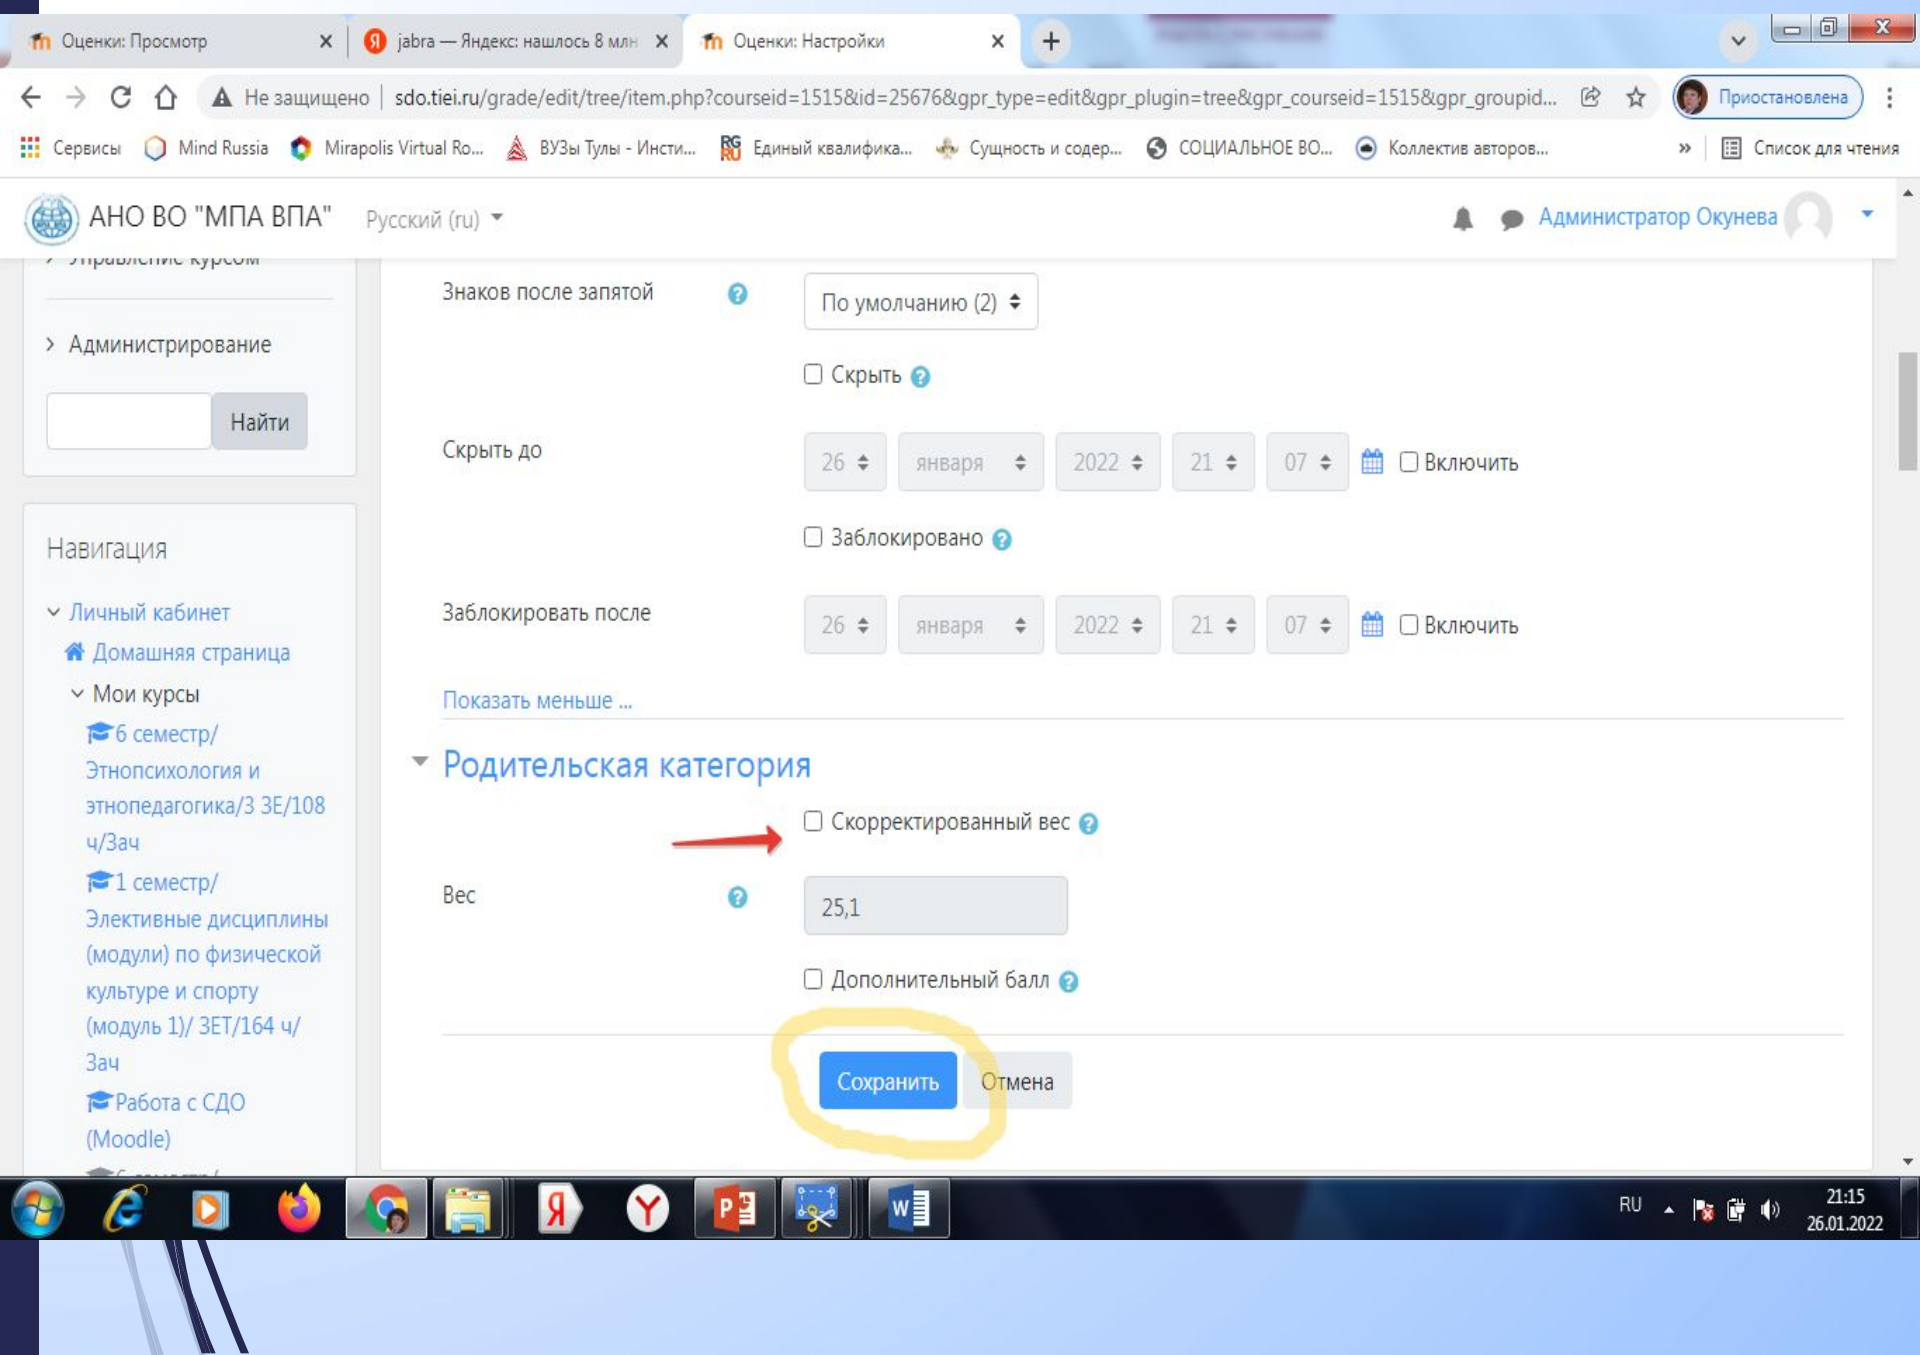 Оценки: Просмотр
jabra — Яндекс: нашлось 8 млн
Оценки: Настройки
Не защищено
sdo.tiei.ru/grade/edit/tree/item.php?courseid=1515&id=25676&gpr_type=edit&gpr_plugin=tree&gpr_courseid=1515&gpr_groupid...
Приостановлена
Сервисы
Mind Russia
Mirapolis Virtual Ro...
ВУЗы Тулы - Инсти...
Единый квалифика...
Сущность и содер...
СОЦИАЛЬНОЕ ВО...
Коллектив авторов...
»
Список для чтения
АНО ВО "МПА ВПА"
Русский (ru)
Администратор Окунева
Управление курсом
Администрирование
Найти
Навигация
Личный кабинет
Домашняя страница
Мои курсы
6 семестр/
Этнопсихология и
этнопедагогика/3 ЗЕ/108
ч/Зач
1 семестр/
Элективные дисциплины
(модули) по физической
культуре и спорту
(модуль 1)/ ЗЕТ/164 ч/
Зач
Работа с СДО
(Moodle)
6 семестр/
Знаков после запятой
По умолчанию (2)
Скрыть
Скрыть до
26 января 2022 21 07 Включить
Заблокировано
Заблокировать после
26 января 2022 21 07 Включить
Показать меньше ...
Родительская категория
Скорректированный вес
Вес
25,1
Дополнительный балл
Сохранить
Отмена
RU
21:15
26.01.2022